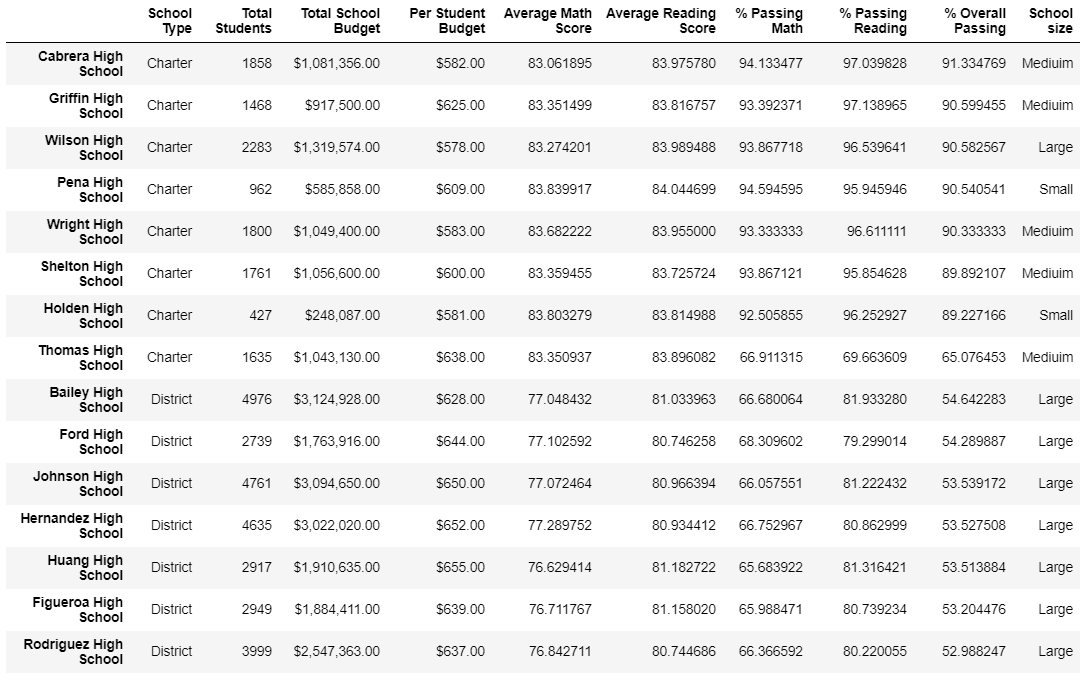 School Type Total Students Total School Budget Per Student Budget Average Math Score Average Reading Score % Passing Math % Passing Reading % Overall Passing School size
Cabrera High School Charter 1858 $1,081,356.00 $582.00 83.061895 83.975780 94.133477 97.039828 91.334769 Mediuim
Griffin High School Charter 1468 $917,500.00 $625.00 83.351499 83.816757 93.392371 97.138965 90.599455 Mediuim
Wilson High School Charter 2283 $1,319,574.00 $578.00 83.274201 83.989488 93.867718 96.539641 90.582567 Large
Pena High School Charter 962 $585,858.00 $609.00 83.839917 84.044699 94.594595 95.945946 90.540541 Small
Wright High School Charter 1800 $1,049,400.00 $583.00 83.682222 83.955000 93.333333 96.611111 90.333333 Mediuim
Shelton High School Charter 1761 $1,056,600.00 $600.00 83.359455 83.725724 93.867121 95.854628 89.892107 Mediuim
Holden High School Charter 427 $248,087.00 $581.00 83.803279 83.814988 92.505855 96.252927 89.227166 Small
Thomas High School Charter 1635 $1,043,130.00 $638.00 83.350937 83.896082 66.911315 69.663609 65.076453 Mediuim
Bailey High School District 4976 $3,124,928.00 $628.00 77.048432 81.033963 66.680064 81.933280 54.642283 Large
Ford High School District 2739 $1,763,916.00 $644.00 77.102592 80.746258 68.309602 79.299014 54.289887 Large
Johnson High School District 4761 $3,094,650.00 $650.00 77.072464 80.966394 66.057551 81.222432 53.539172 Large
Hernandez High School District 4635 $3,022,020.00 $652.00 77.289752 80.934412 66.752967 80.862999 53.527508 Large
Huang High School District 2917 $1,910,635.00 $655.00 76.629414 81.182722 65.683922 81.316421 53.513884 Large
Figueroa High School District 2949 $1,884,411.00 $639.00 76.711767 81.158020 65.988471 80.739234 53.204476 Large
Rodriguez High School District 3999 $2,547,363.00 $637.00 76.842711 80.744686 66.366592 80.220055 52.988247 Large